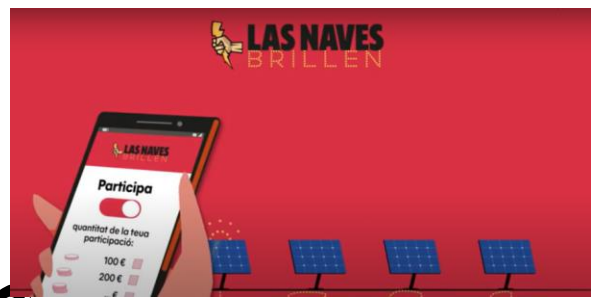 LAS NAVES
BRILLEN
LAS NAVES
BRILLEN
Participa
quantitat de la teua
participació:
100 €
200 €
€